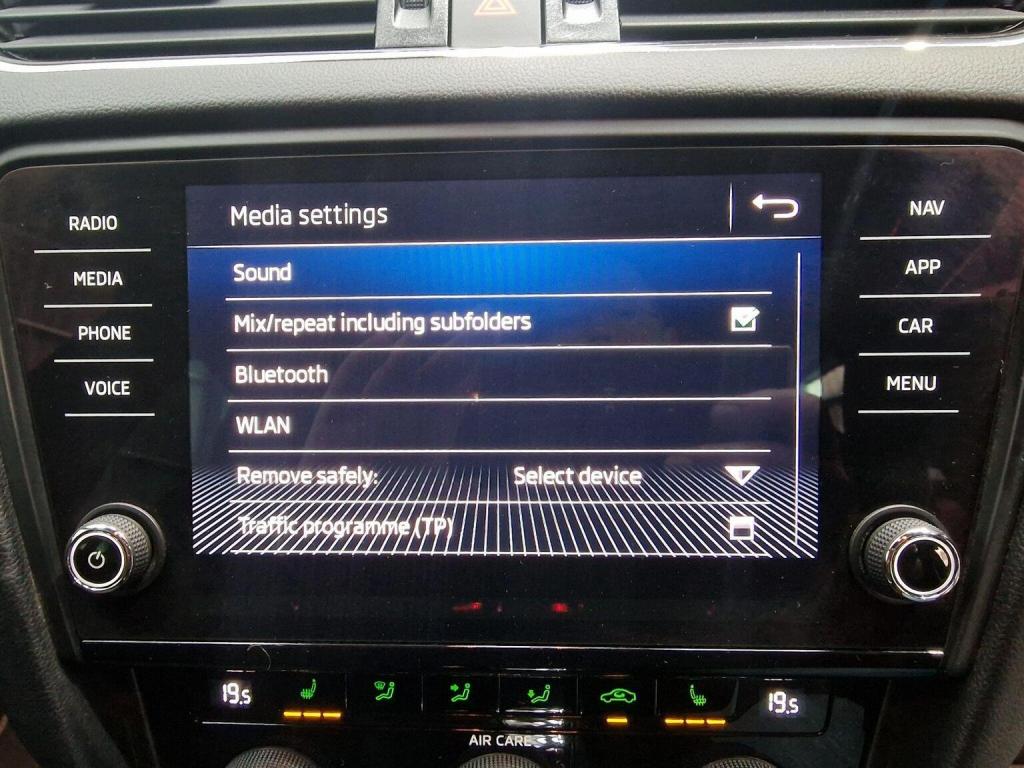 RADIO
MEDIA
PHONE
VOICE
Media settings
Sound
Mix/repeat including subfolders
Bluetooth
WLAN
Remove safely: Select device
Traffic programme (TP)
NAV
APP
CAR
MENU
19.5
19.5
AIR CARE